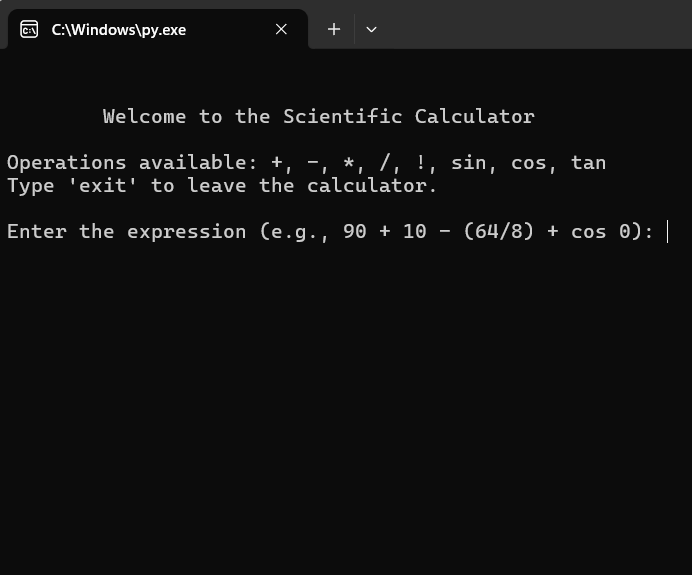 C:\Windows\py.exe
Welcome to the Scientific Calculator
Operations available: +, -, *, /, !, sin, cos, tan
Type 'exit' to leave the calculator.
Enter the expression (e.g., 90 + 10 - (64/8) + cos 0):